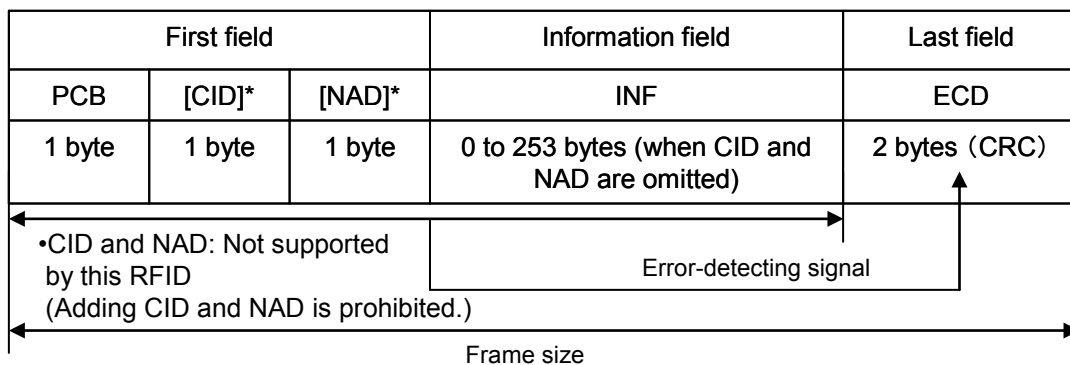 First field Information field Last field
PCB [CID]* [NAD]* INF ECD
1 byte 1 byte 1 byte 0 to 253 bytes (when CID and NAD are omitted) 2 bytes（CRC）
•CID and NAD: Not supported
by this RFID
(Adding CID and NAD is prohibited.)
Error-detecting signal
Frame size